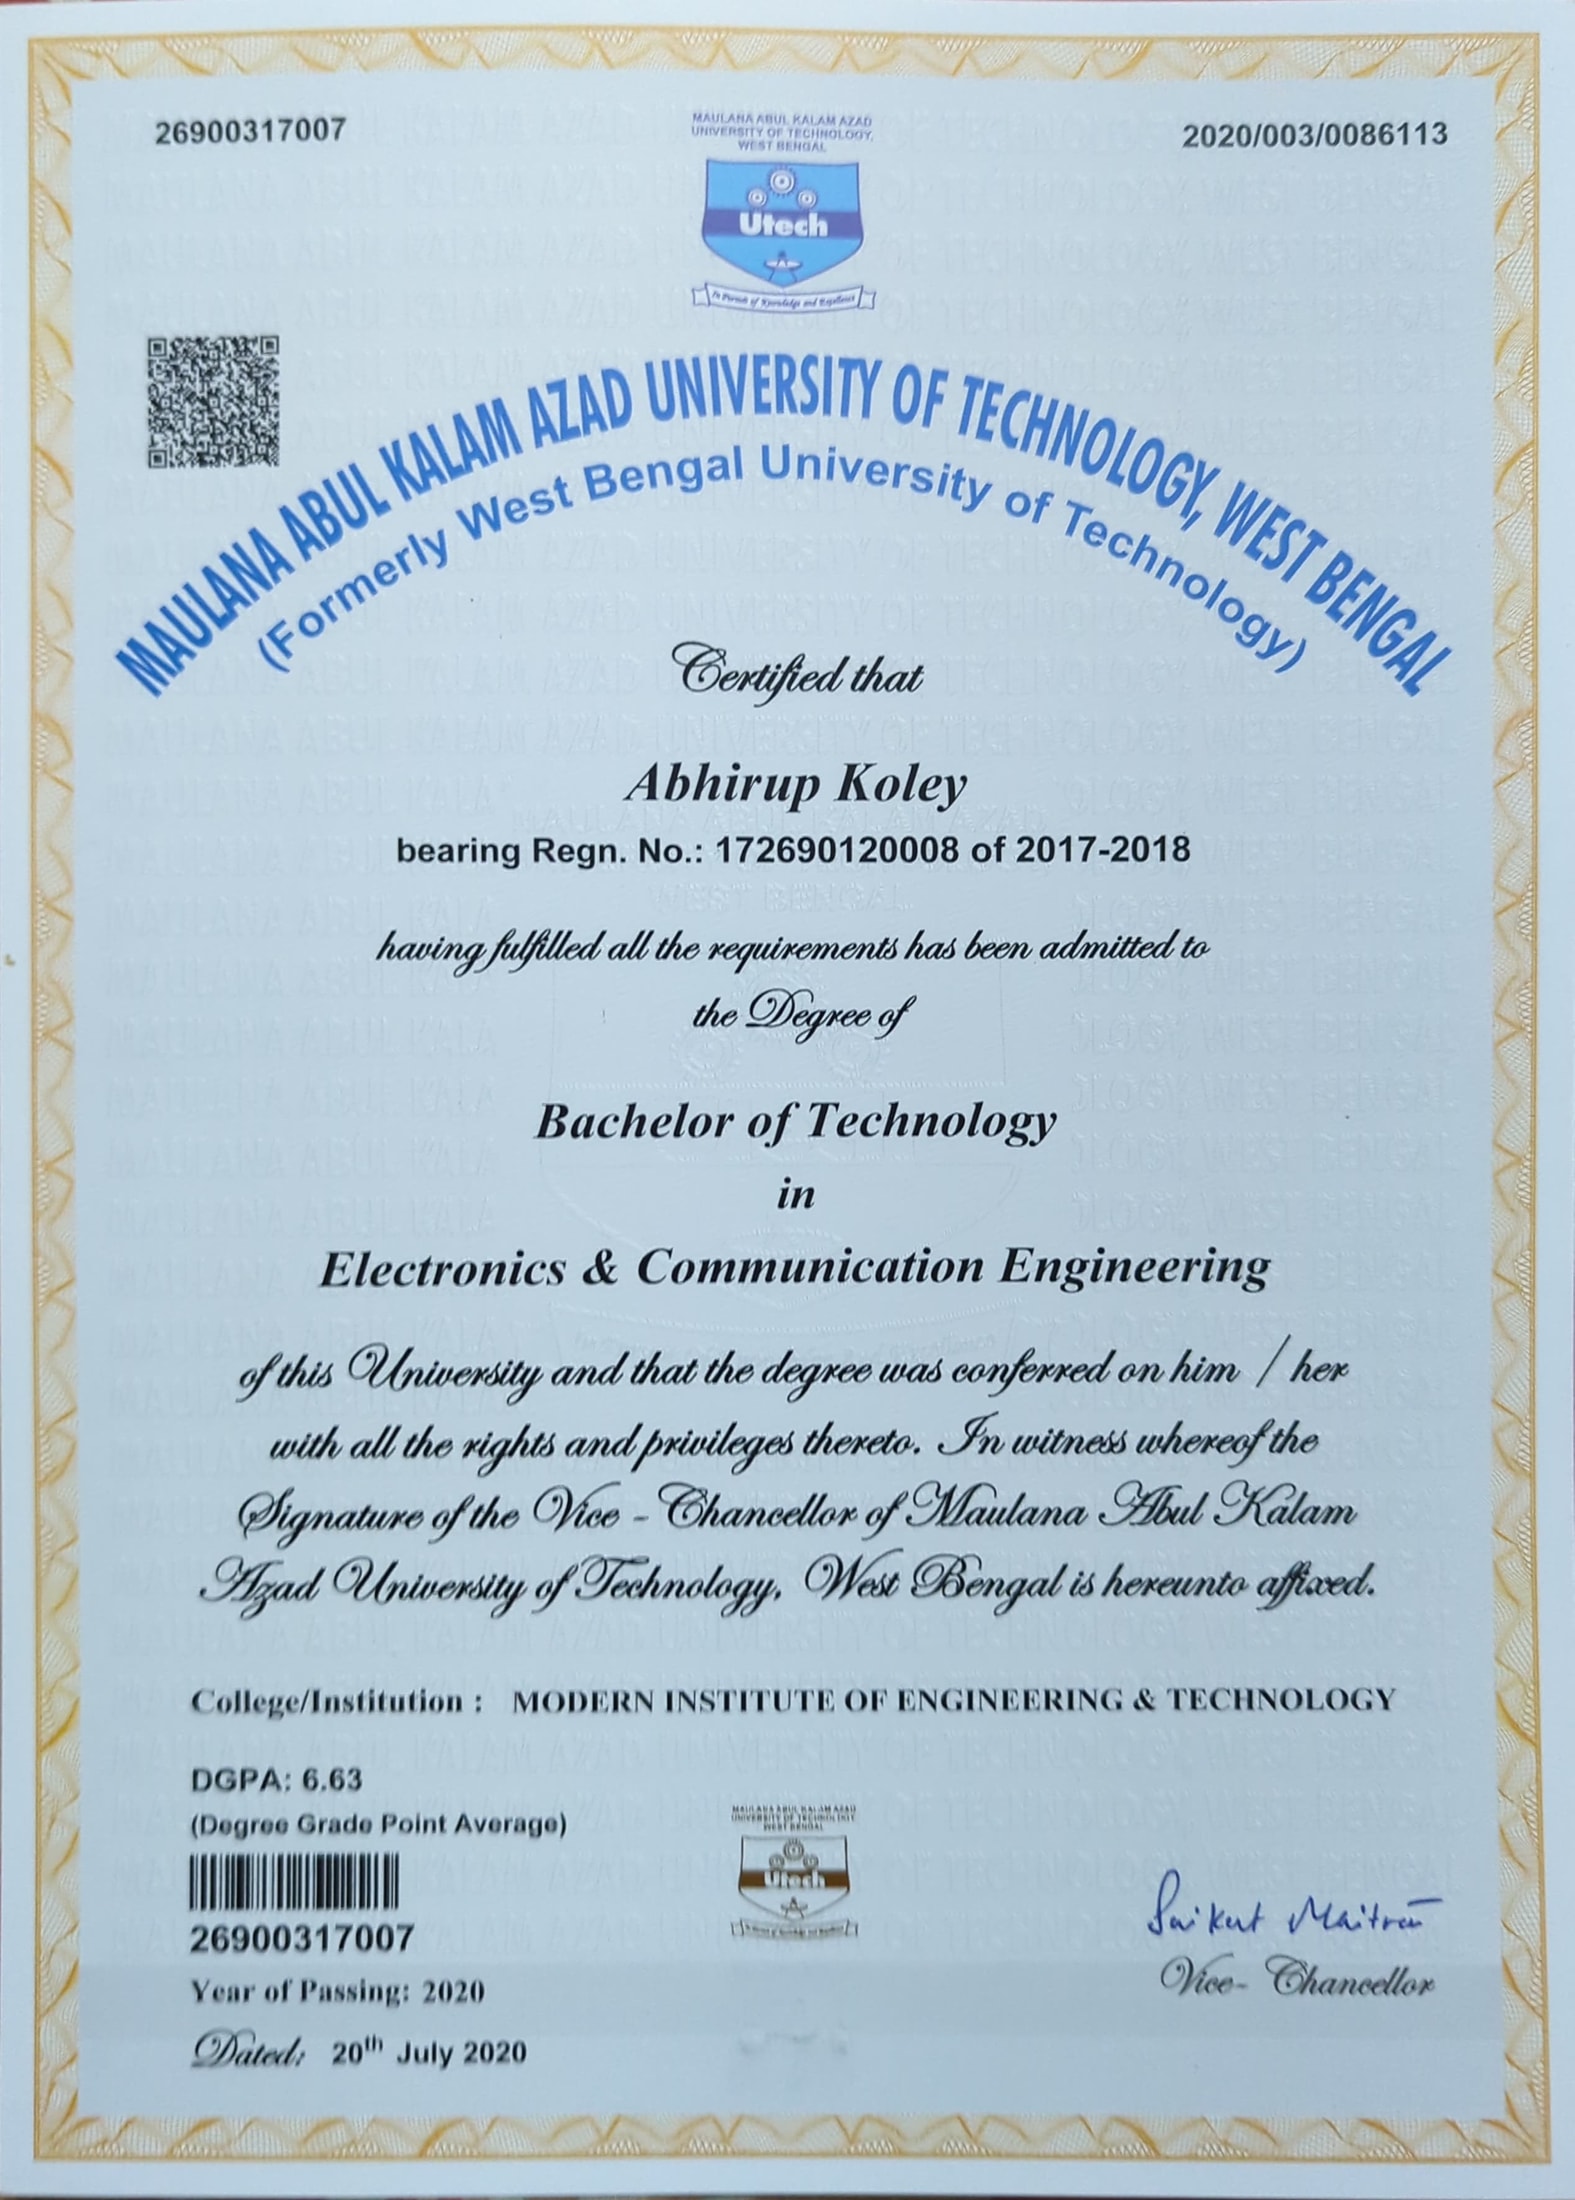 26900317007
2020/003/0086113
MAULANA ABUL KALAM AZAD
UNIVERSITY OF TECHNOLOGY,
WEST BENGAL
Utech
In Pursuit of Knowledge and Excellence
MAULANA ABUL KALAM AZAD UNIVERSITY OF TECHNOLOGY, WEST BENGAL
(Formerly West Bengal University of Technology)
Certified that
Abhirup Koley
bearing Regn. No.: 172690120008 of 2017-2018
having fulfilled all the requirements has been admitted to
the Degree of
Bachelor of Technology
in
Electronics & Communication Engineering
of this University and that the degree was conferred on him / her
with all the rights and privileges thereto. In witness whereof the
Signature of the Vice - Chancellor of Maulana Abul Kalam
Azad University of Technology, West Bengal is hereunto affixed.
College/Institution : MODERN INSTITUTE OF ENGINEERING & TECHNOLOGY
DGPA: 6.63
(Degree Grade Point Average)
26900317007
Year of Passing: 2020
Dated: 20th July 2020
MAULANA ABUL KALAM AZAD
UNIVERSITY OF TECHNOLOGY,
WEST BENGAL
Utech
Saikat Maitra
Vice- Chancellor